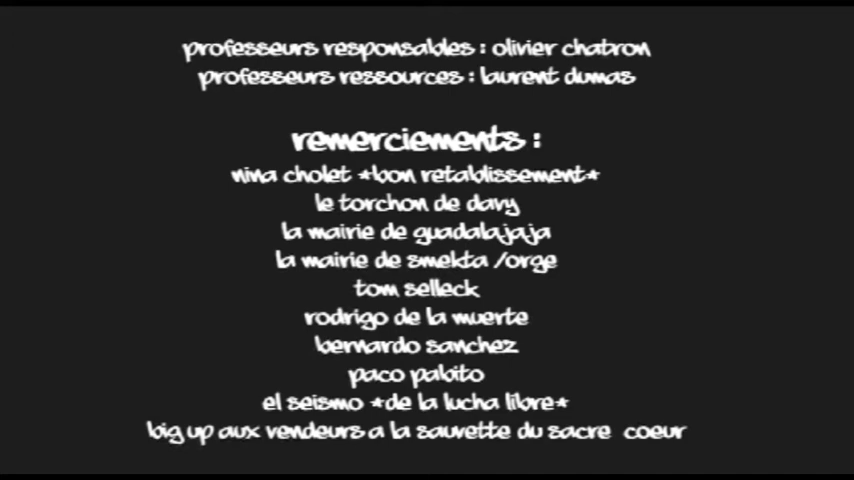 professeurs responsables : olivier chatron
professeurs ressources : laurent dumas
remerciements :
nina cholet *bon retablissement*
le torchon de davy
la mairie de guadalajaja
la mairie de smekta /orge
tom selleck
rodrigo de la muerte
bernardo sanchez
paco pabito
el seismo *de la lucha libre*
big up aux vendeurs a la sauvette du sacre coeur